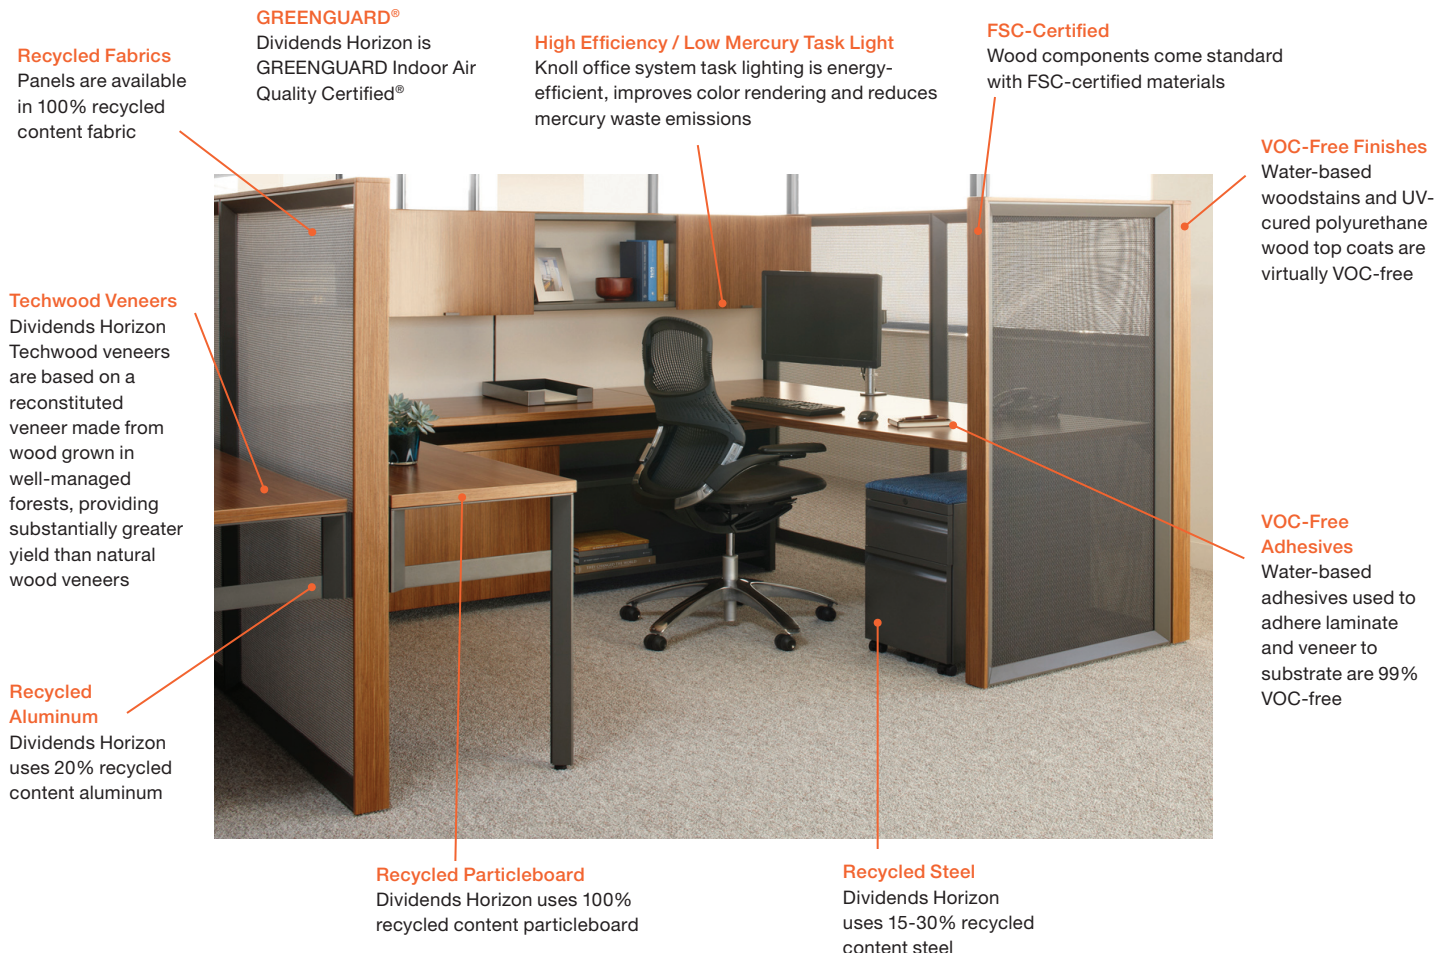 GREENGUARD®
Dividends Horizon is
GREENGUARD Indoor Air
Quality Certified®
Recycled Fabrics
Panels are available
in 100% recycled
content fabric
High Efficiency / Low Mercury Task Light
Knoll office system task lighting is energy-
efficient, improves color rendering and reduces
mercury waste emissions
FSC-Certified
Wood components come standard
with FSC-certified materials
VOC-Free Finishes
Water-based
woodstains and UV-
cured polyurethane
wood top coats are
virtually VOC-free
Techwood Veneers
Dividends Horizon
Techwood veneers
are based on a
reconstituted
veneer made from
wood grown in
well-managed
forests, providing
substantially greater
yield than natural
wood veneers
VOC-Free
Adhesives
Water-based
adhesives used to
adhere laminate
and veneer to
substrate are 99%
VOC-free
Recycled
Aluminum
Dividends Horizon
uses 20% recycled
content aluminum
Recycled Particleboard
Dividends Horizon uses 100%
recycled content particleboard
Recycled Steel
Dividends Horizon
uses 15-30% recycled
content steel